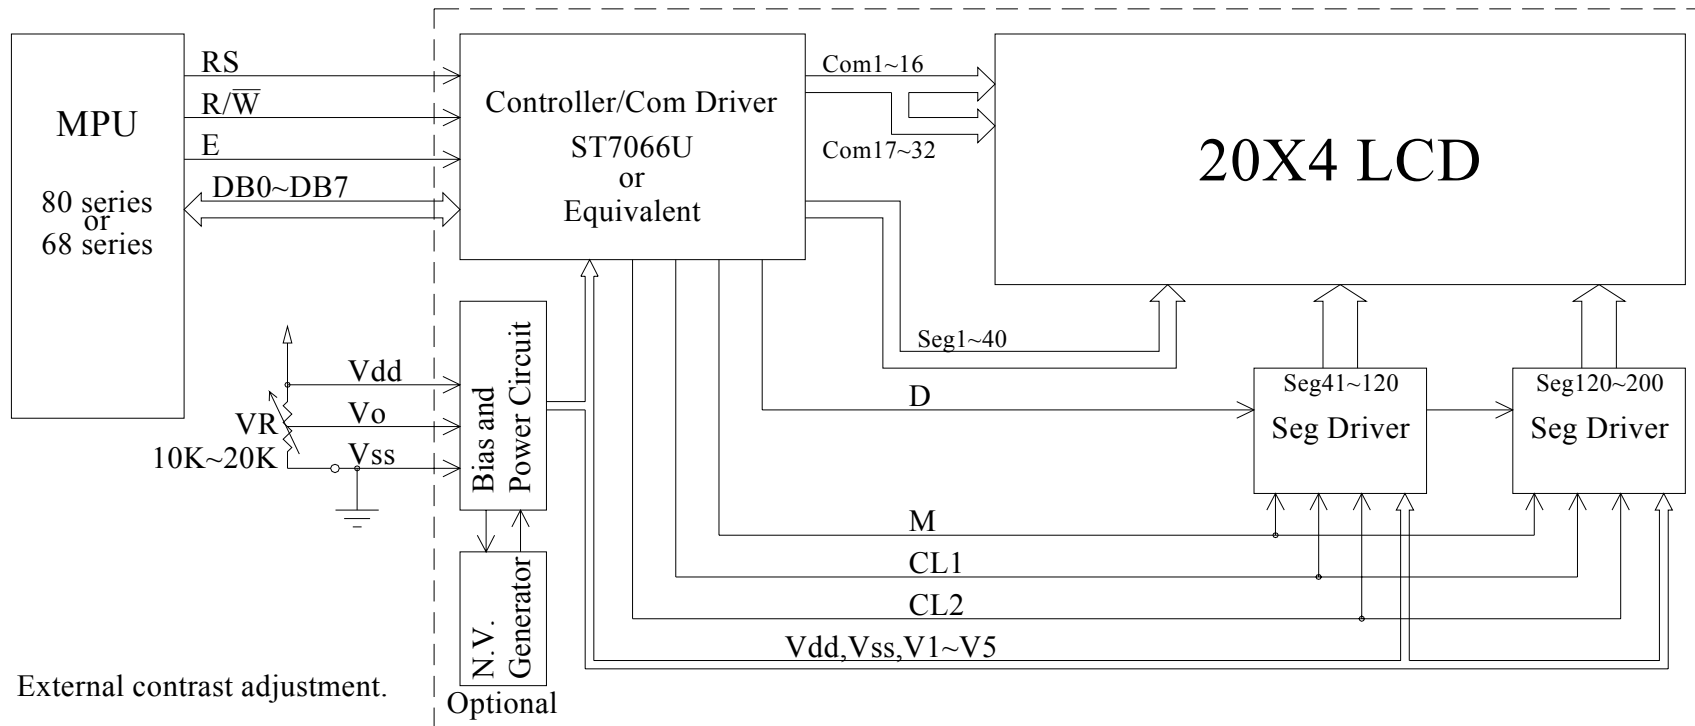 MPU
80 series
or
68 series
RS
R/W̅
E
DB0~DB7
Controller/Com Driver
ST7066U
or
Equivalent
Com1~16
Com17~32
20X4 LCD
Seg1~40
Vdd
Vo
Vss
VR
10K~20K
Bias and
Power Circuit
N.V.
Generator
Optional
D
M
CL1
CL2
Vdd,Vss,V1~V5
Seg41~120
Seg Driver
Seg120~200
Seg Driver
External contrast adjustment.